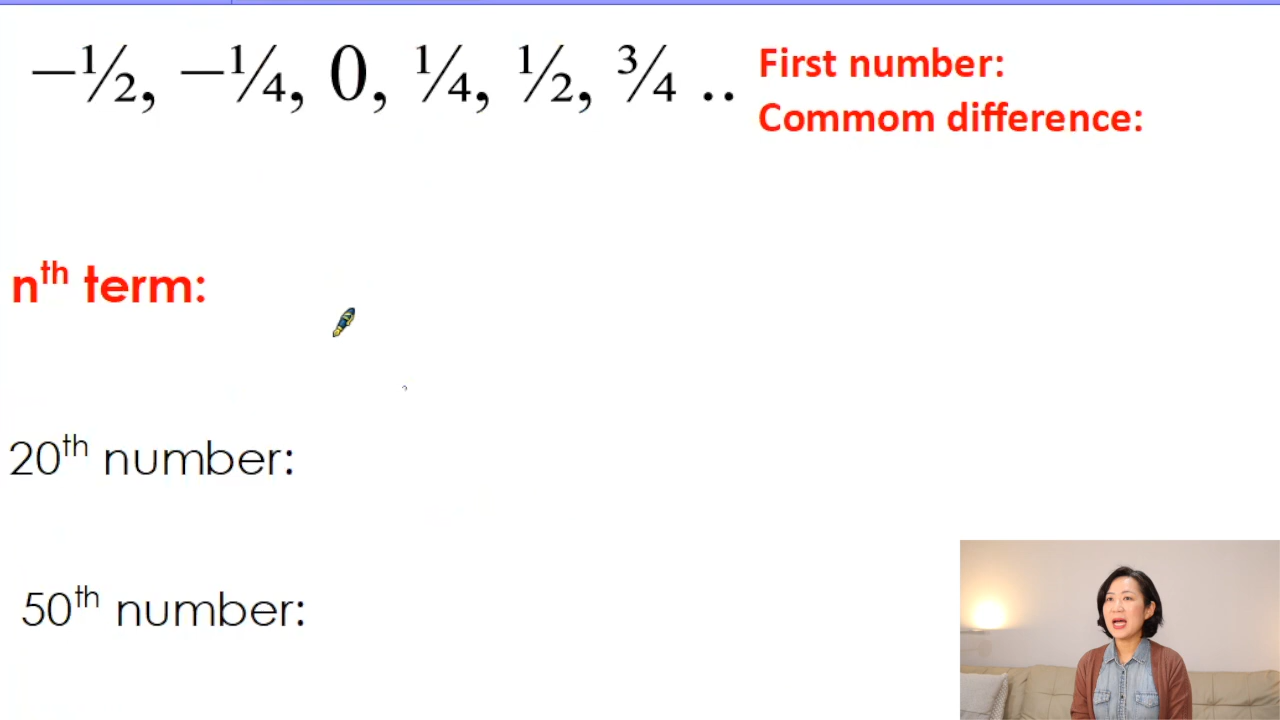 –½, –¼, 0, ¼, ½, ¾ ..
First number:
Commom difference:
nth term:
20th number:
50th number: